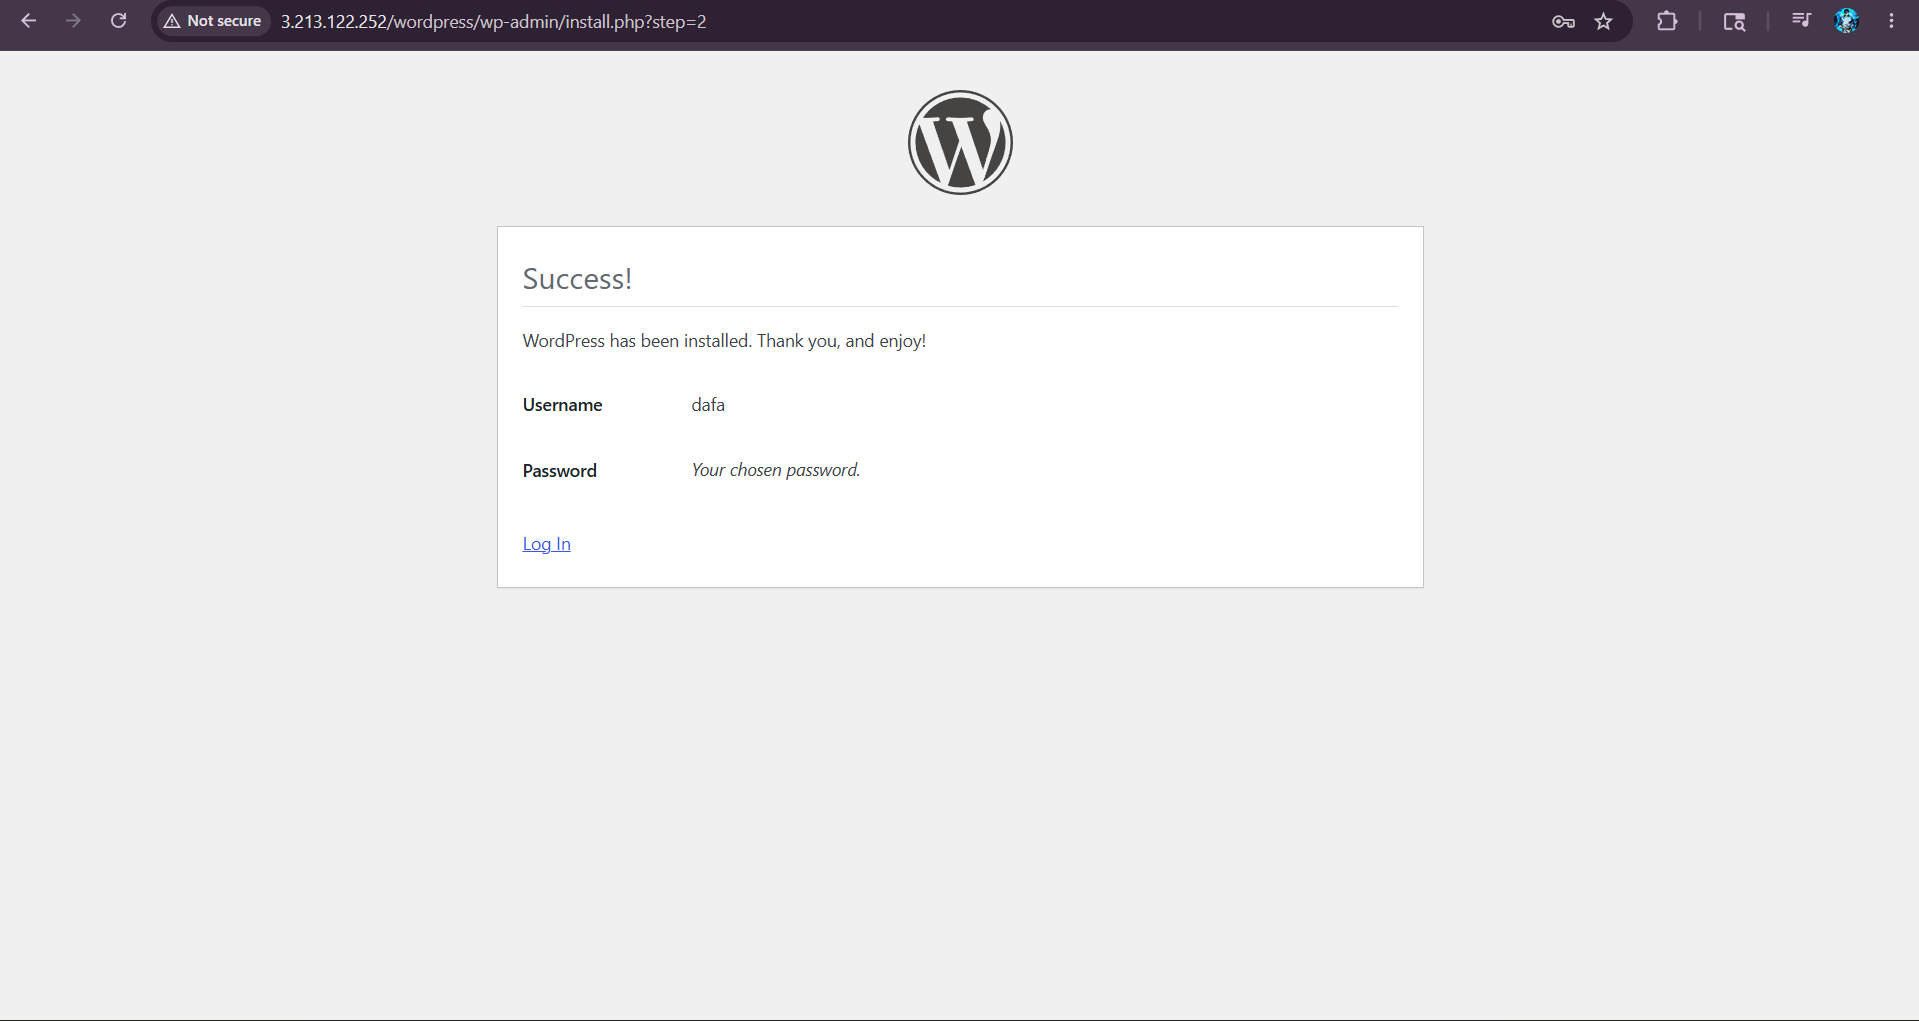 Not secure 3.213.122.252/wordpress/wp-admin/install.php?step=2
Success!
WordPress has been installed. Thank you, and enjoy!
Username dafa
Password Your chosen password.
Log In